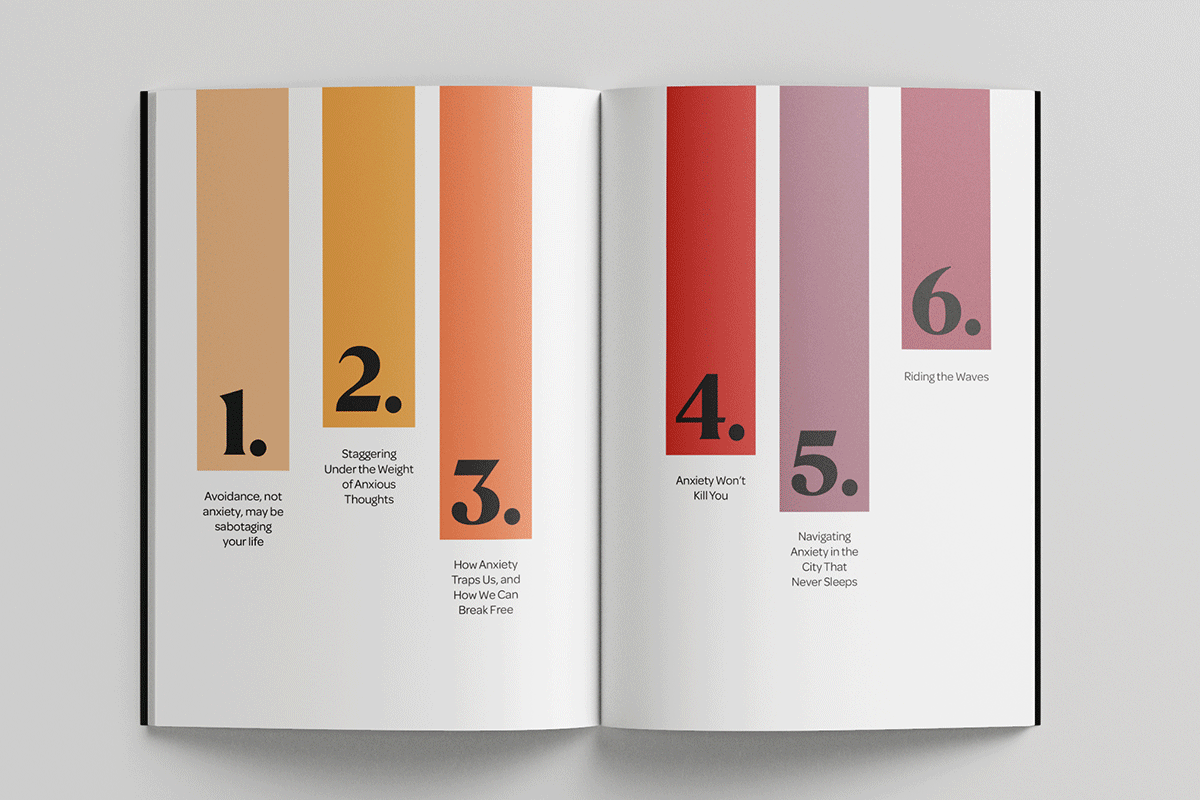 1.
Avoidance, not
anxiety, may be
sabotaging
your life
2.
Staggering
Under the Weight
of Anxious
Thoughts
3.
How Anxiety
Traps Us, and
How We Can
Break Free
4.
Anxiety Won't
Kill You
5.
Navigating
Anxiety in the
City That
Never Sleeps
6.
Riding the Waves